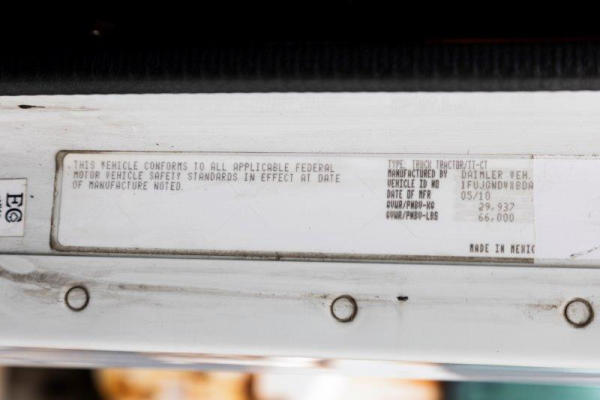 THIS VEHICLE CONFORMS TO ALL APPLICABLE FEDERAL
MOTOR VEHICLE SAFETY STANDARDS IN EFFECT AT DATE
OF MANUFACTURE NOTED.
TYPE: TRUCK TRACTOR/TT-CT
MANUFACTURED BY DAIMLER VEH.
VEHICLE ID NO
DATE OF MFR 05/10
GVWR/PNBV-KG 29,937
GVWR/PNBV-LBS 66,000
MADE IN MEXIC